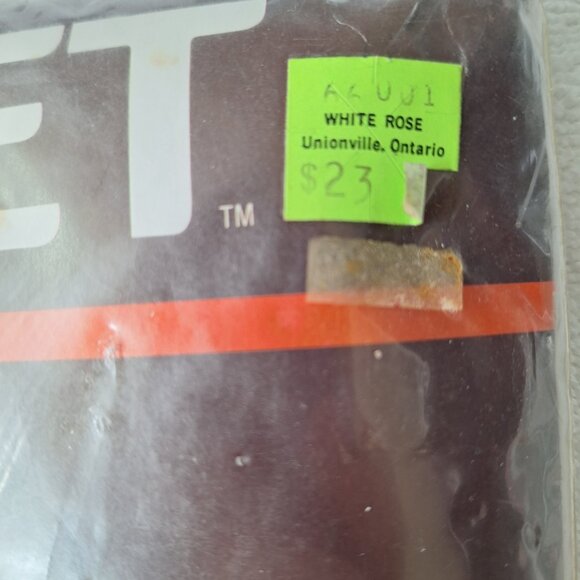 ET
TM
WHITE ROSE
Unionville, Ontario
$23